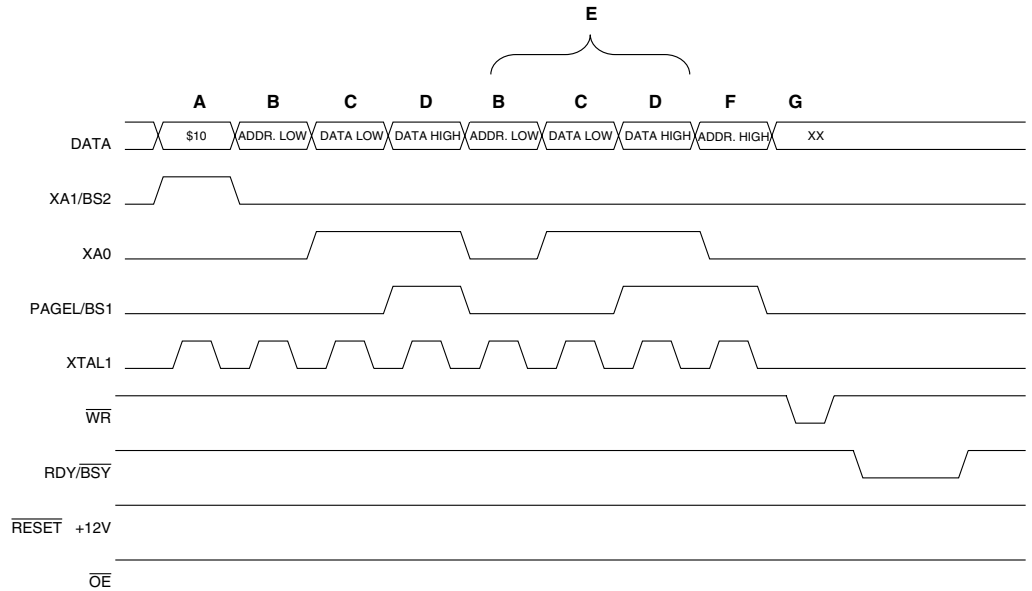 E
A B C D B C D F G
DATA $10 ADDR. LOW DATA LOW DATA HIGH ADDR. LOW DATA LOW DATA HIGH ADDR. HIGH XX
XA1/BS2
XA0
PAGEL/BS1
XTAL1
WR
RDY/BSY
RESET +12V
OE